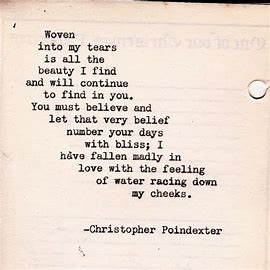 Woven
into my tears
is all the
beauty I find
and will continue
to find in you.
You must believe and
let that very belief
number your days
with bliss; I
have fallen madly in
love with the feeling
of water racing down
my cheeks.
-Christopher Poindexter